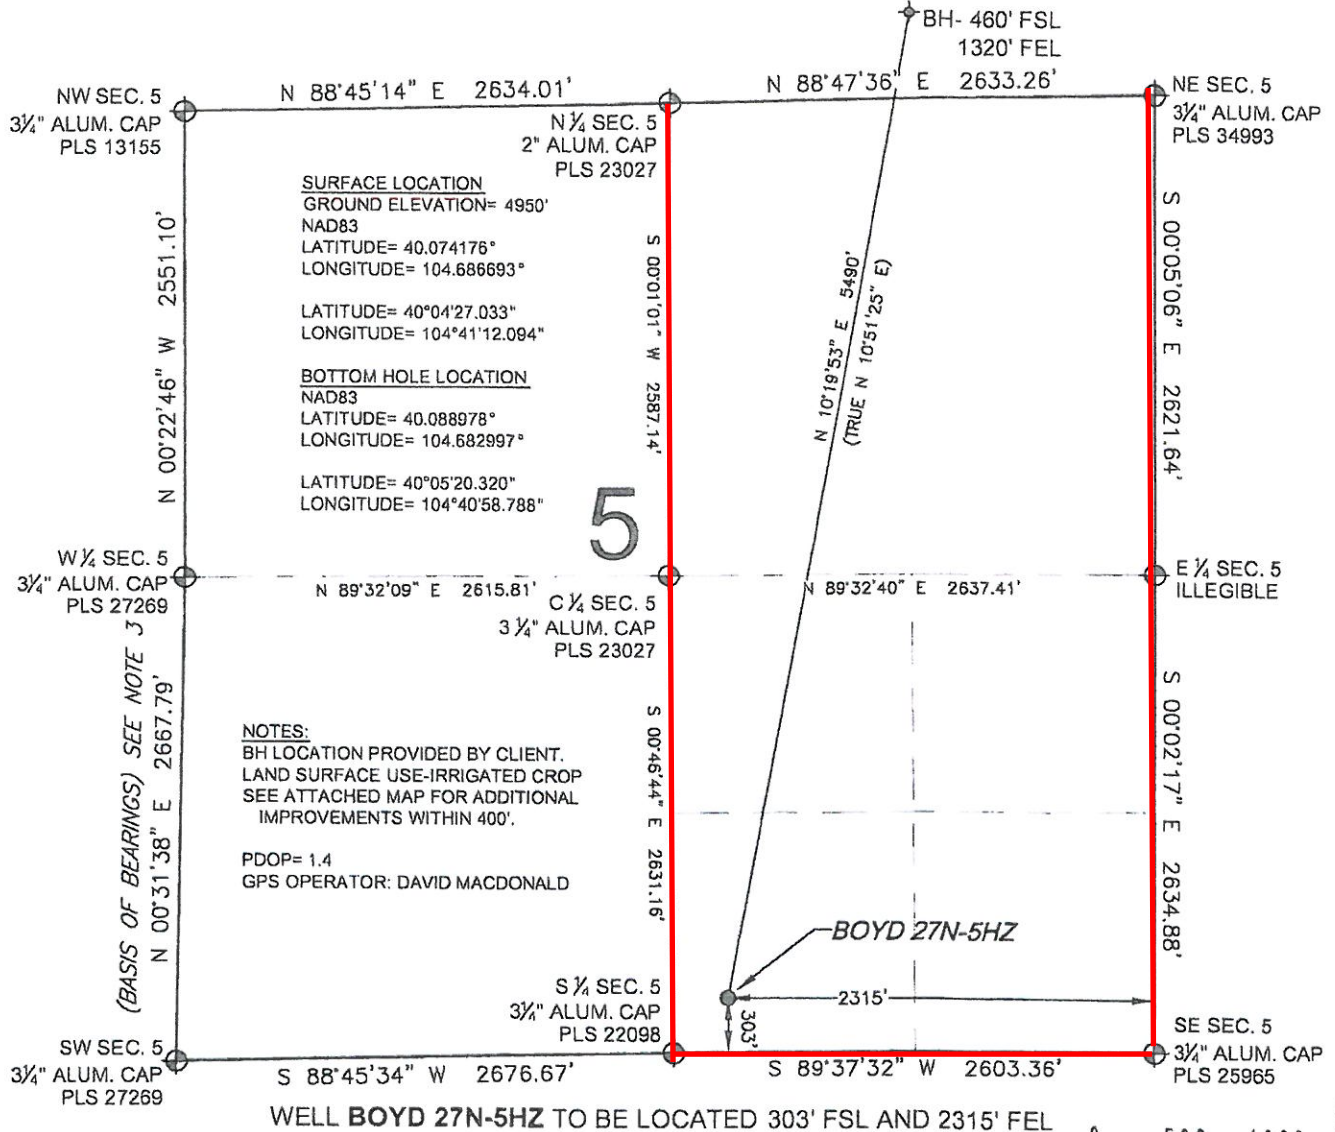 BH- 460' FSL
1320' FEL
N 88°45'14" E 2634.01'
N 88°47'36" E 2633.26'
NW SEC. 5
3¼" ALUM. CAP
PLS 13155
N ¼ SEC. 5
2" ALUM. CAP
PLS 23027
NE SEC. 5
3¼" ALUM. CAP
PLS 34993
SURFACE LOCATION
GROUND ELEVATION= 4950'
NAD83
LATITUDE= 40.074176°
LONGITUDE= 104.686693°
LATITUDE= 40°04'27.033"
LONGITUDE= 104°41'12.094"
BOTTOM HOLE LOCATION
NAD83
LATITUDE= 40.088978°
LONGITUDE= 104.682997°
LATITUDE= 40°05'20.320"
LONGITUDE= 104°40'58.788"
N 00°22'46" W 2551.10'
S 00°01'01" W 2587.14'
N 10°19'53" E 5490'
(TRUE N 10°51'25" E)
S 00°05'06" E 2621.64'
5
W ¼ SEC. 5
3¼" ALUM. CAP
PLS 27269
N 89°32'09" E 2615.81'
C ¼ SEC. 5
3 ¼" ALUM. CAP
PLS 23027
N 89°32'40" E 2637.41'
E ¼ SEC. 5
ILLEGIBLE
(BASIS OF BEARINGS) SEE NOTE 3
N 00°31'38" E 2667.79'
NOTES:
BH LOCATION PROVIDED BY CLIENT.
LAND SURFACE USE-IRRIGATED CROP
SEE ATTACHED MAP FOR ADDITIONAL
IMPROVEMENTS WITHIN 400'.
PDOP= 1.4
GPS OPERATOR: DAVID MACDONALD
S 00°46'44" E 2631.16'
S 00°02'17" E 2634.88'
BOYD 27N-5HZ
2315'
303'
S ¼ SEC. 5
3¼" ALUM. CAP
PLS 22098
SW SEC. 5
3¼" ALUM. CAP
PLS 27269
SE SEC. 5
3¼" ALUM. CAP
PLS 25965
S 88°45'34" W 2676.67'
S 89°37'32" W 2603.36'
WELL BOYD 27N-5HZ TO BE LOCATED 303' FSL AND 2315' FEL